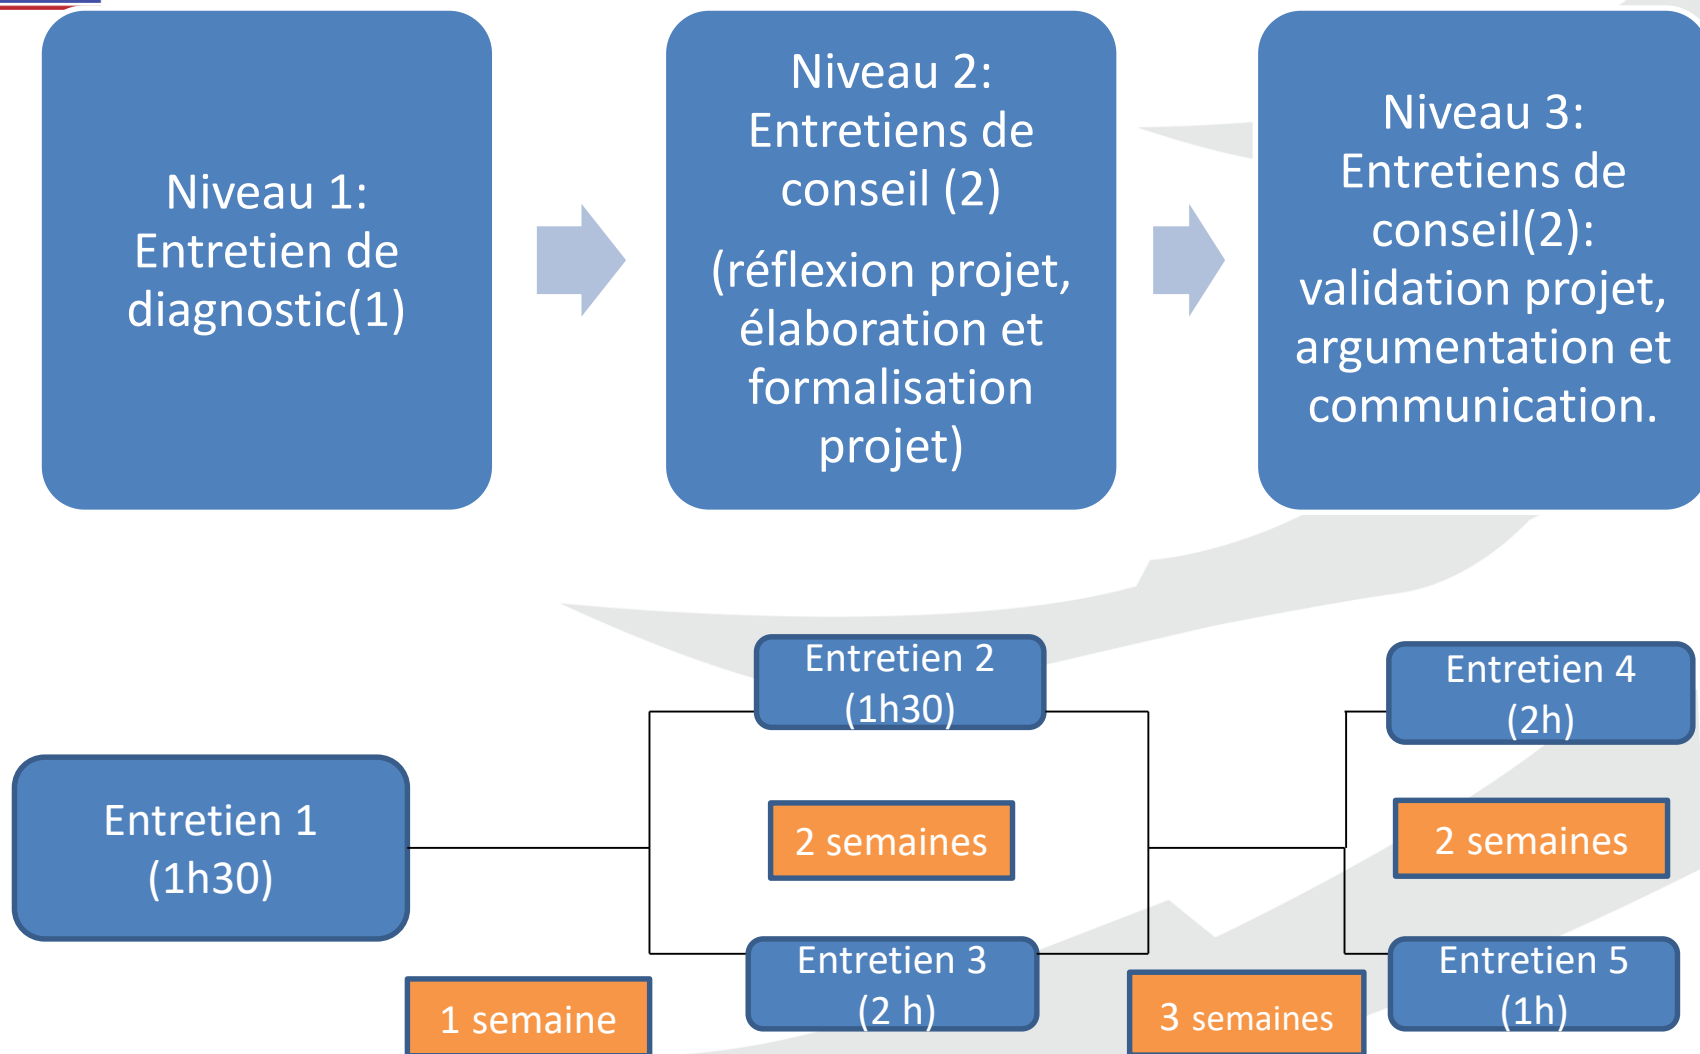 Niveau 1:
Entretien de
diagnostic(1)
Niveau 2:
Entretiens de
conseil (2)
(réflexion projet,
élaboration et
formalisation
projet)
Niveau 3:
Entretiens de
conseil(2):
validation projet,
argumentation et
communication.
Entretien 1
(1h30)
1 semaine
Entretien 2
(1h30)
2 semaines
Entretien 3
(2 h)
3 semaines
Entretien 4
(2h)
2 semaines
Entretien 5
(1h)